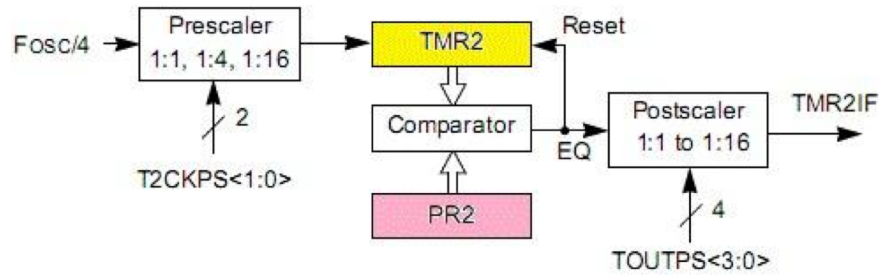 Fosc/4
Prescaler
1:1, 1:4, 1:16
2
T2CKPS<1:0>
TMR2
Reset
Comparator
EQ
PR2
Postscaler
1:1 to 1:16
TMR2IF
4
TOUTPS<3:0>